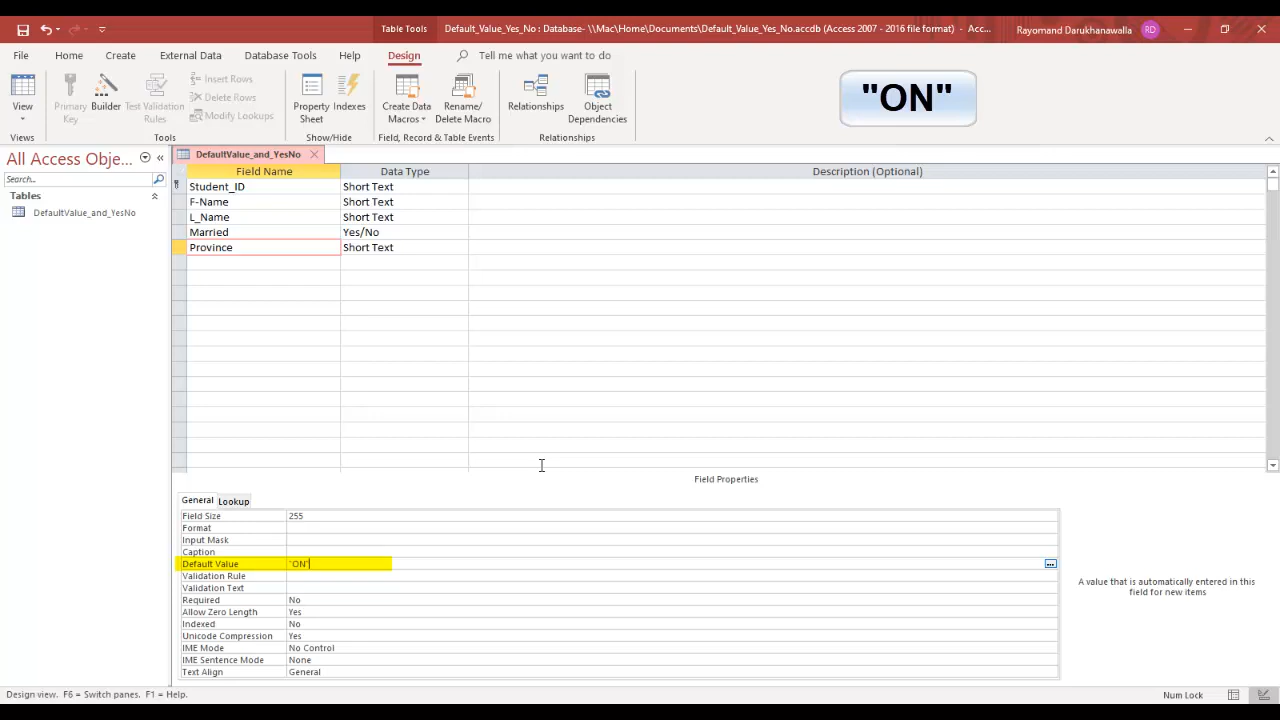 Table Tools
Default_Value_Yes_No : Database- \\Mac\Home\Documents\Default_Value_Yes_No.accdb (Access 2007 - 2016 file format) - Acc...
Rayomand Darukhanawalla
RD
File Home Create External Data Database Tools Help Design Tell me what you want to do
View
Primary Key
Builder
Test Validation Rules
Insert Rows
Delete Rows
Modify Lookups
Property Sheet
Indexes
Create Data Macros
Rename/ Delete Macro
Relationships
Object Dependencies
"ON"
Views Tools Show/Hide Field, Record & Table Events Relationships
All Access Obje...
Search...
Tables
DefaultValue_and_YesNo
DefaultValue_and_YesNo
Field Name Data Type Description (Optional)
Student_ID Short Text
F-Name Short Text
L_Name Short Text
Married Yes/No
Province Short Text
Field Properties
General Lookup
Field Size 255
Format
Input Mask
Caption
Default Value "ON"
Validation Rule
Validation Text
Required No
Allow Zero Length Yes
Indexed No
Unicode Compression Yes
IME Mode No Control
IME Sentence Mode None
Text Align General
A value that is automatically entered in this
field for new items
Design view. F6 = Switch panes. F1 = Help.
Num Lock